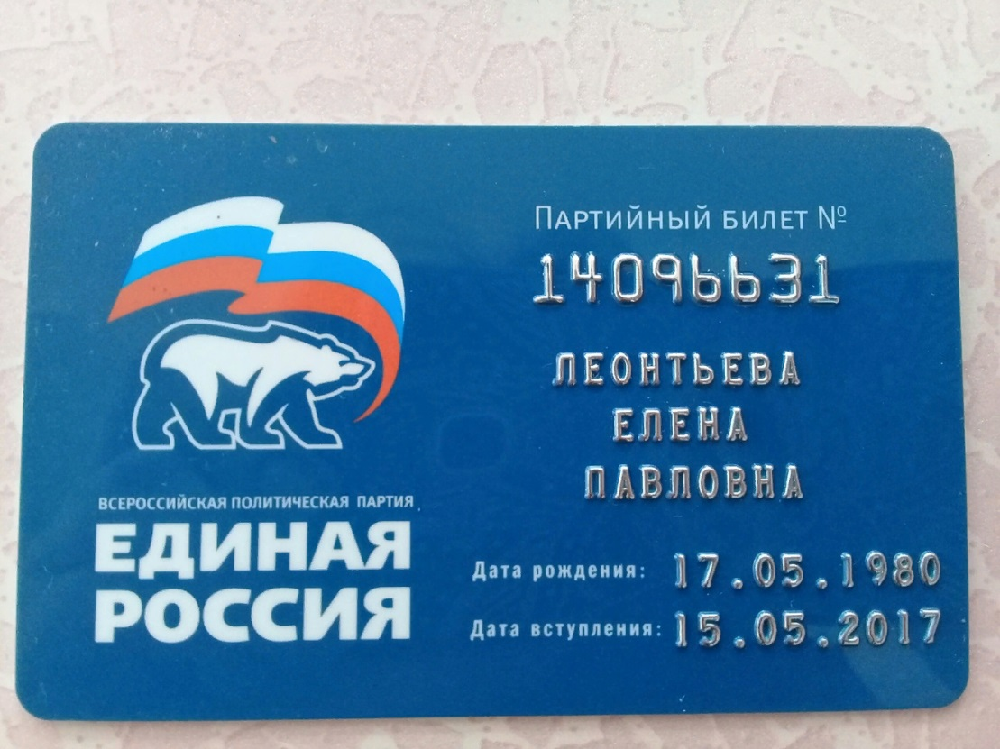 ПАРТИЙНЫЙ БИЛЕТ №
14096631
ЛЕОНТЬЕВА
ЕЛЕНА
ПАВЛОВНА
ВСЕРОССИЙСКАЯ ПОЛИТИЧЕСКАЯ ПАРТИЯ
ЕДИНАЯ
РОССИЯ
Дата рождения: 17.05.1980
Дата вступления: 15.05.2017